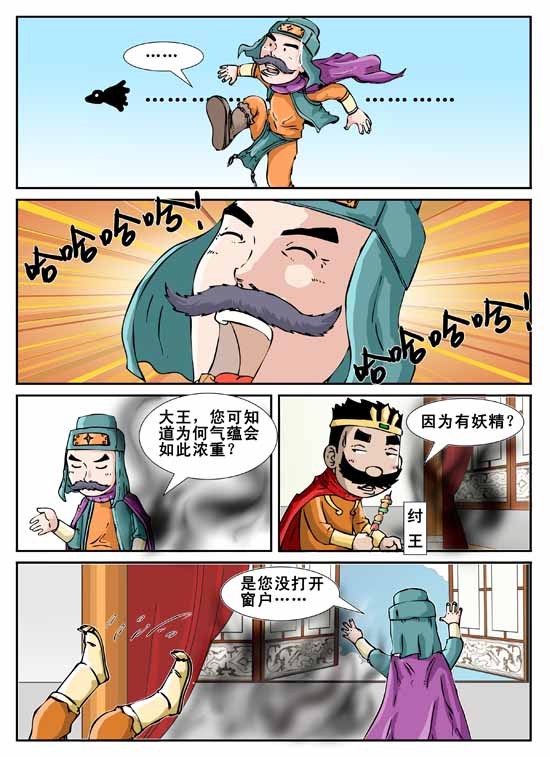 ……
……
……
哈哈哈哈！
哈哈哈哈！
大王，您可知
道为何气蕴会
如此浓重？
因为有妖精？
纣
王
是您没打开
窗户……